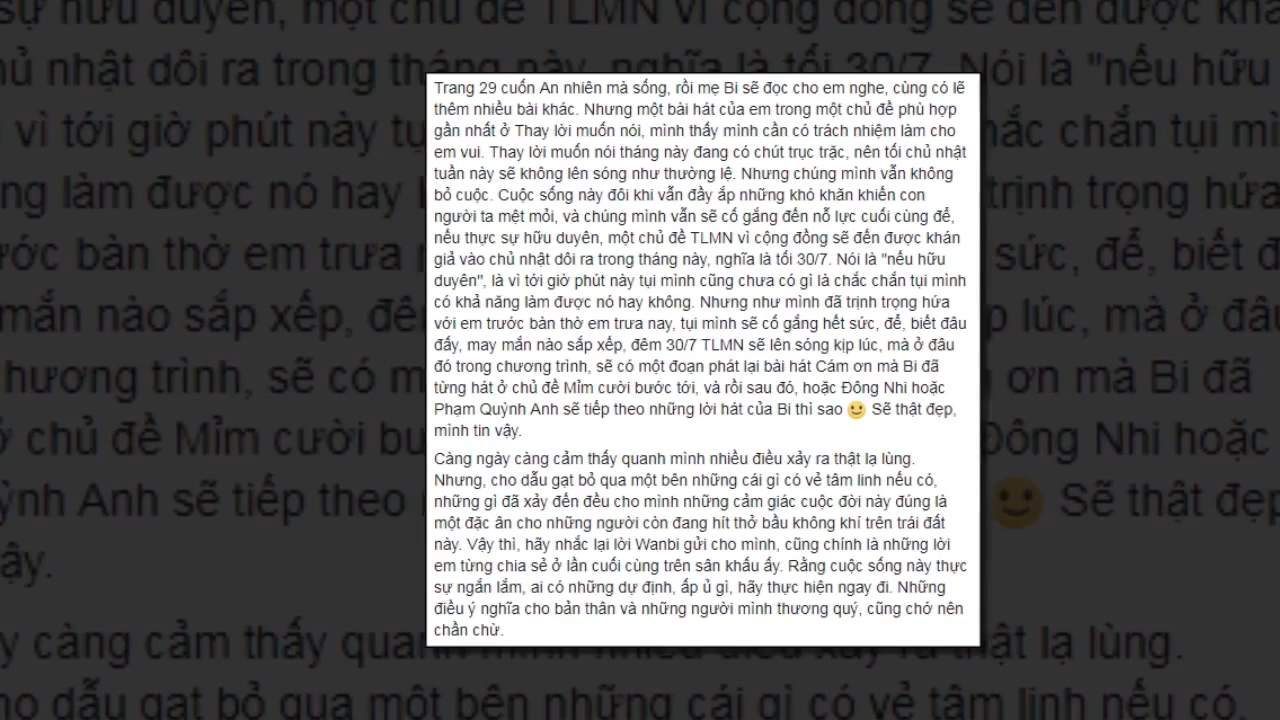 Trang 29 cuốn An nhiên mà sống, rồi mẹ Bi sẽ đọc cho em nghe, cùng có lẽ
thêm nhiều bài khác. Nhưng một bài hát của em trong một chủ đề phù hợp
gần nhất ở Thay lời muốn nói, mình thấy mình cần có trách nhiệm làm cho
em vui. Thay lời muốn nói tháng này đang có chút trục trặc, nên tối chủ nhật
tuần này sẽ không lên sóng như thường lệ. Nhưng chúng mình vẫn không
bỏ cuộc. Cuộc sống này đôi khi vẫn đầy ắp những khó khăn khiến con
người ta mệt mỏi, và chúng mình vẫn sẽ cố gắng đến nỗ lực cuối cùng để,
nếu thực sự hữu duyên, một chủ đề TLMN vì cộng đồng sẽ đến được khán
giả vào chủ nhật dôi ra trong tháng này, nghĩa là tối 30/7. Nói là "nếu hữu
duyên", là vì tới giờ phút này tụi mình cũng chưa có gì là chắc chắn tụi mình
có khả năng làm được nó hay không. Nhưng như mình đã trịnh trọng hứa
với em trước bàn thờ em trưa nay, tụi mình sẽ cố gắng hết sức, để, biết đâu
đấy, may mắn nào sắp xếp, đêm 30/7 TLMN sẽ lên sóng kịp lúc, mà ở đâu
đó trong chương trình, sẽ có một đoạn phát lại bài hát Cám ơn mà Bi đã
từng hát ở chủ đề Mỉm cười bước tới, và rồi sau đó, hoặc Đông Nhi hoặc
Phạm Quỳnh Anh sẽ tiếp theo những lời hát của Bi thì sao 🙂 Sẽ thật đẹp,
mình tin vậy.
Càng ngày càng cảm thấy quanh mình nhiều điều xảy ra thật lạ lùng.
Nhưng, cho dẫu gạt bỏ qua một bên những cái gì có vẻ tâm linh nếu có,
những gì đã xảy đến đều cho mình những cảm giác cuộc đời này đúng là
một đặc ân cho những người còn đang hít thở bầu không khí trên trái đất
này. Vậy thì, hãy nhắc lại lời Wanbi gửi cho mình, cũng chính là những lời
em từng chia sẻ ở lần cuối cùng trên sân khấu ấy. Rằng cuộc sống này thực
sự ngắn lắm, ai có những dự định, ấp ủ gì, hãy thực hiện ngay đi. Những
điều ý nghĩa cho bản thân và những người mình thương quý, cũng chớ nên
chần chừ.